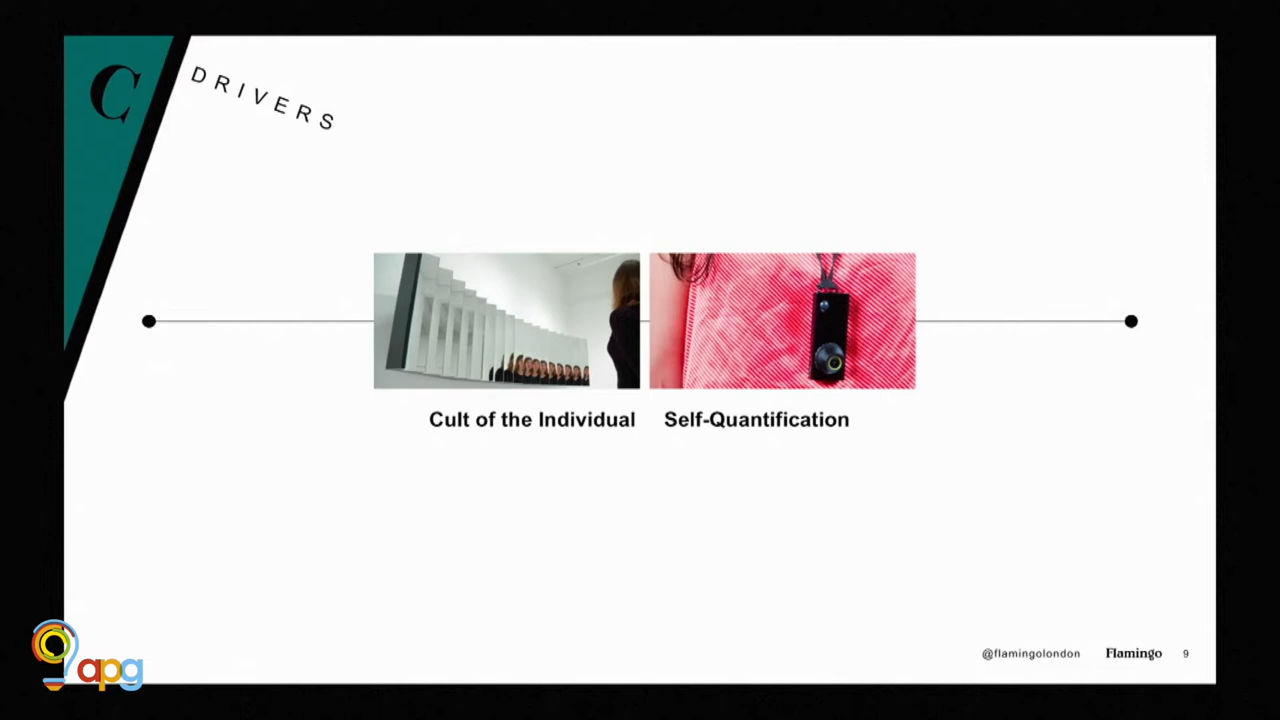 C
DRIVERS
Cult of the Individual
Self-Quantification
@flamingolondon
Flamingo
9
apg